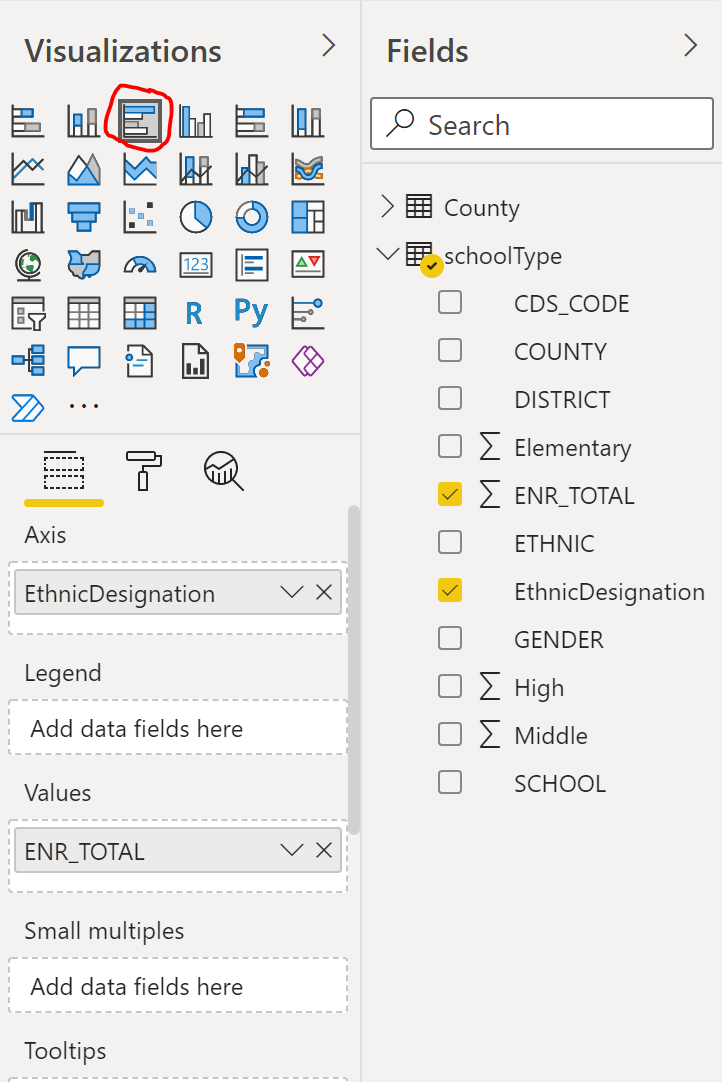 Visualizations
123
R
Py
Axis
EthnicDesignation
Legend
Add data fields here
Values
ENR_TOTAL
Small multiples
Add data fields here
Tooltips
Fields
Search
County
schoolType
CDS_CODE
COUNTY
DISTRICT
∑ Elementary
∑ ENR_TOTAL
ETHNIC
EthnicDesignation
GENDER
∑ High
∑ Middle
SCHOOL